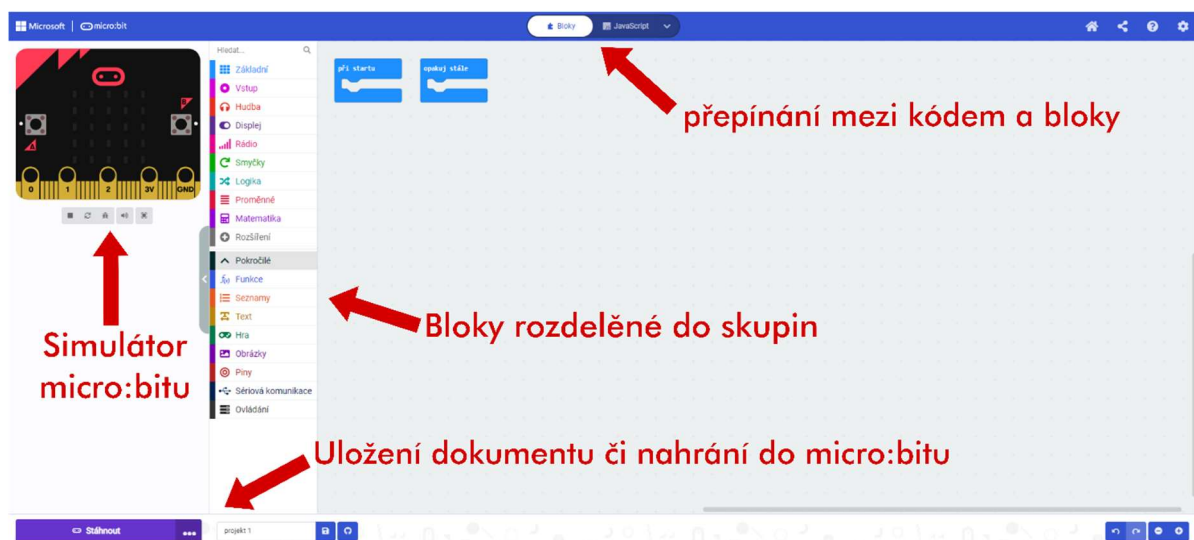 Microsoft | micro:bit
Bloky
JavaScript
Hledat...
Základní
Vstup
Hudba
Displej
Rádio
Smyčky
Logika
Proměnné
Matematika
Rozšíření
Pokročilé
Funkce
Seznamy
Text
Hra
Obrázky
Piny
Sériová komunikace
Ovládání
při startu
opakuj stále
přepínání mezi kódem a bloky
B
A
0 1 2 3V GND
Simulátor
micro:bitu
Bloky rozdelěné do skupin
Uložení dokumentu či nahrání do micro:bitu
Stáhnout
projekt 1